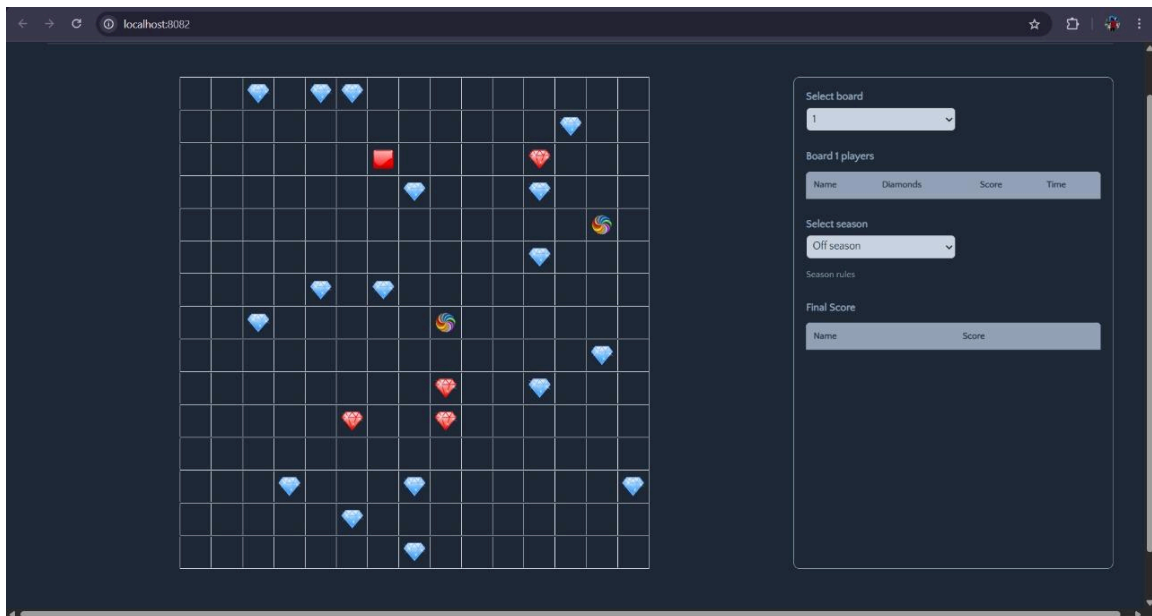 localhost:8082
Select board
1
Board 1 players
Name Diamonds Score Time
Select season
Off season
Season rules
Final Score
Name Score